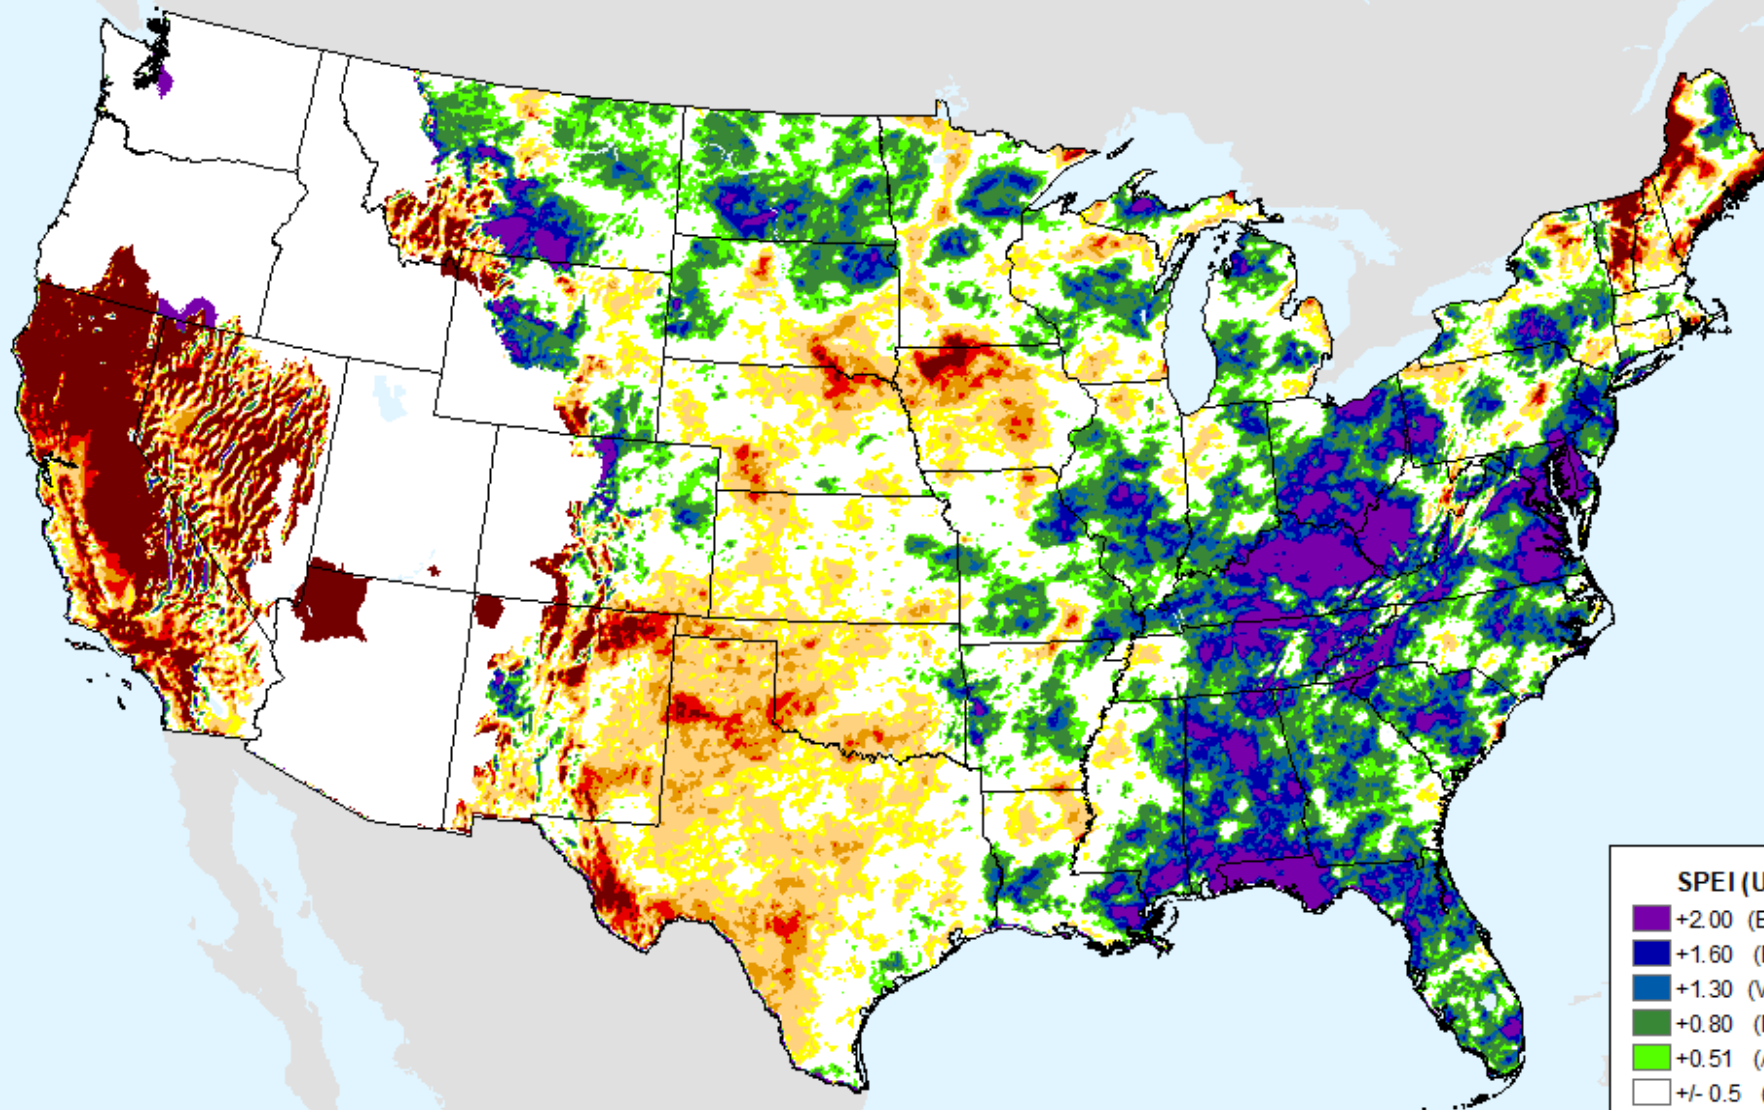 SPEI (U
+2.00 (E
+1.60 (
+1.30 (V
+0.80 (
+0.51 (
+/- 0.5 (